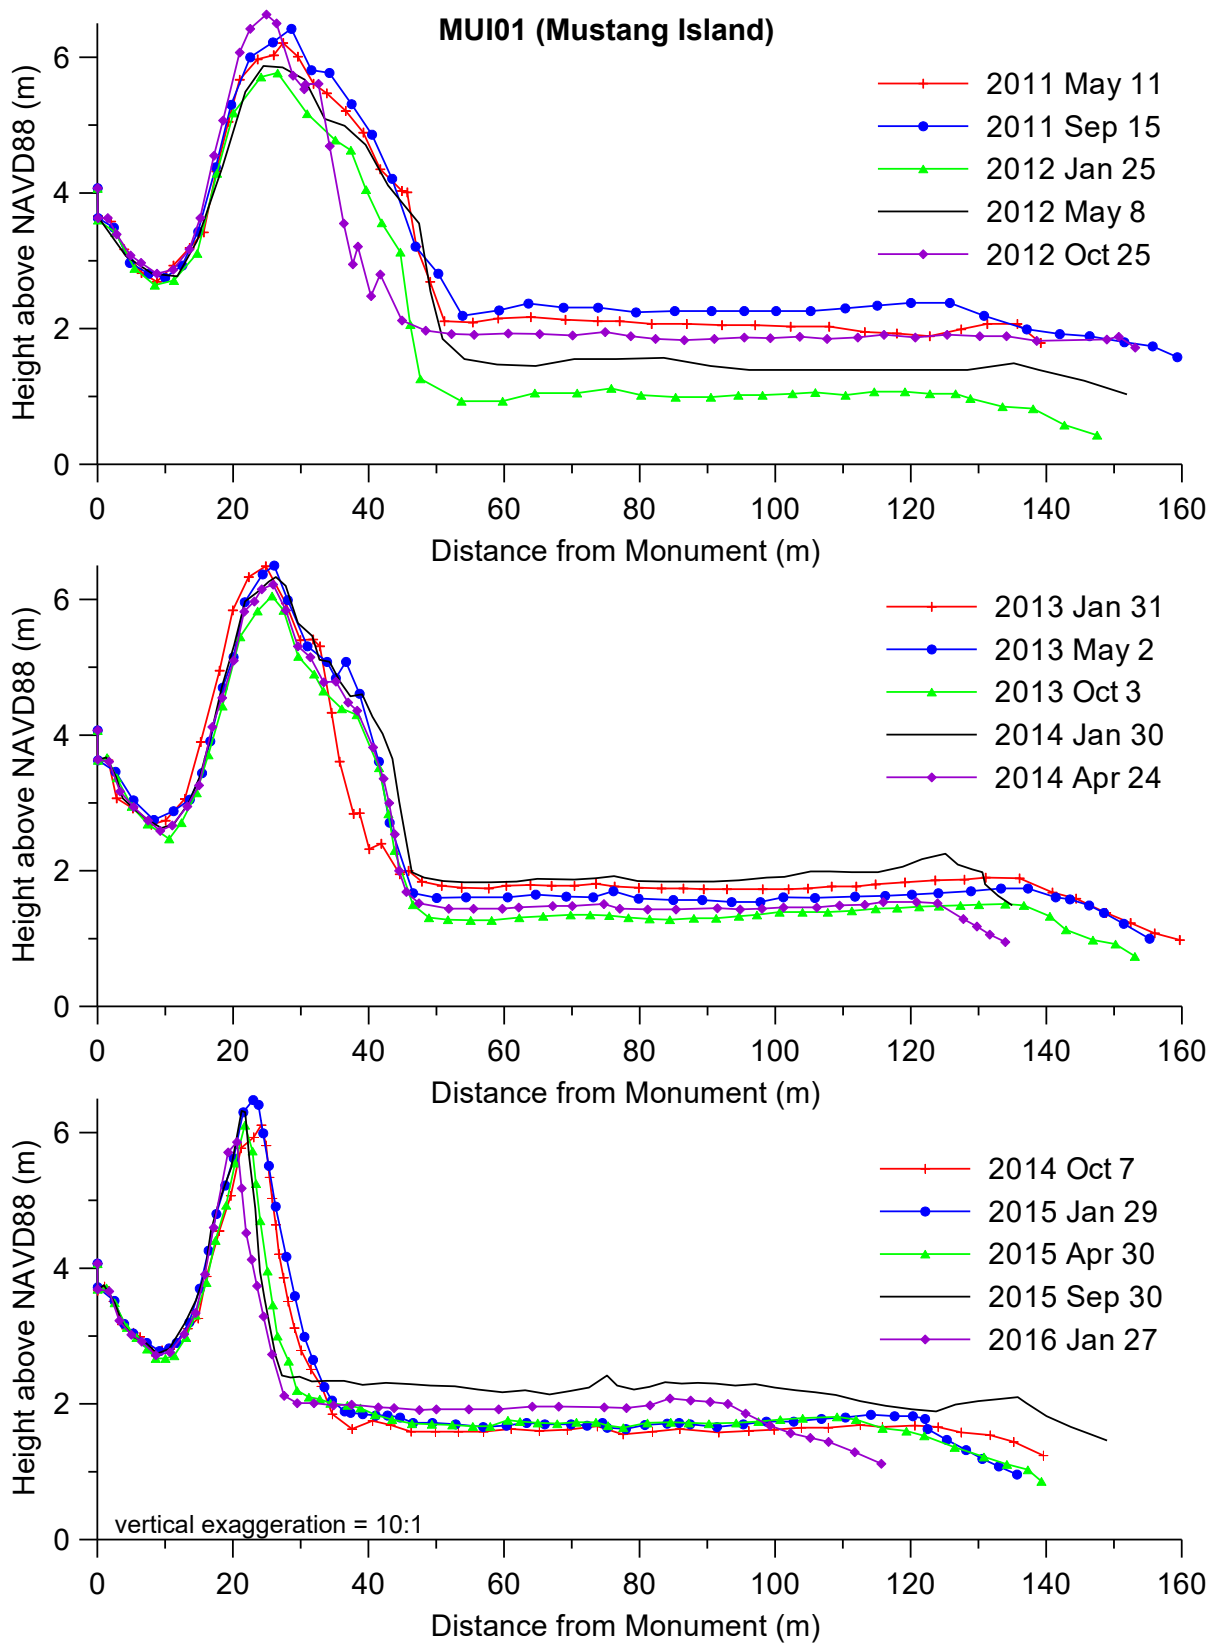 MUI01 (Mustang Island)
Height above NAVD88 (m)
6
4
2
0
2011 May 11
2011 Sep 15
2012 Jan 25
2012 May 8
2012 Oct 25
0 20 40 60 80 100 120 140 160
Distance from Monument (m)
Height above NAVD88 (m)
6
4
2
0
2013 Jan 31
2013 May 2
2013 Oct 3
2014 Jan 30
2014 Apr 24
0 20 40 60 80 100 120 140 160
Distance from Monument (m)
Height above NAVD88 (m)
6
4
2
0
2014 Oct 7
2015 Jan 29
2015 Apr 30
2015 Sep 30
2016 Jan 27
vertical exaggeration = 10:1
0 20 40 60 80 100 120 140 160
Distance from Monument (m)